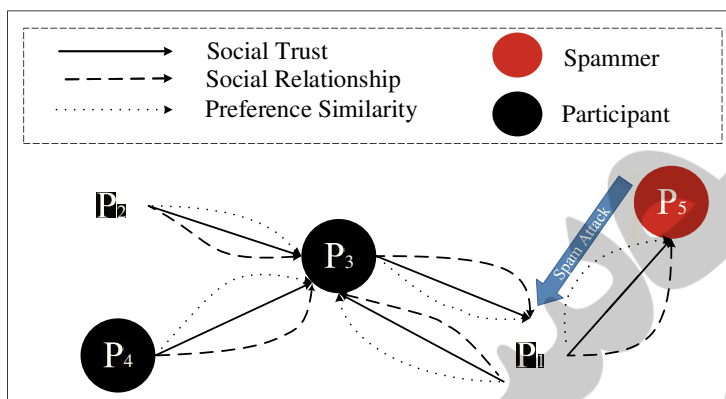 Social Trust
Social Relationship
Preference Similarity
Spammer
Participant
P2
P3
P5
Spam Attack
P4
P1